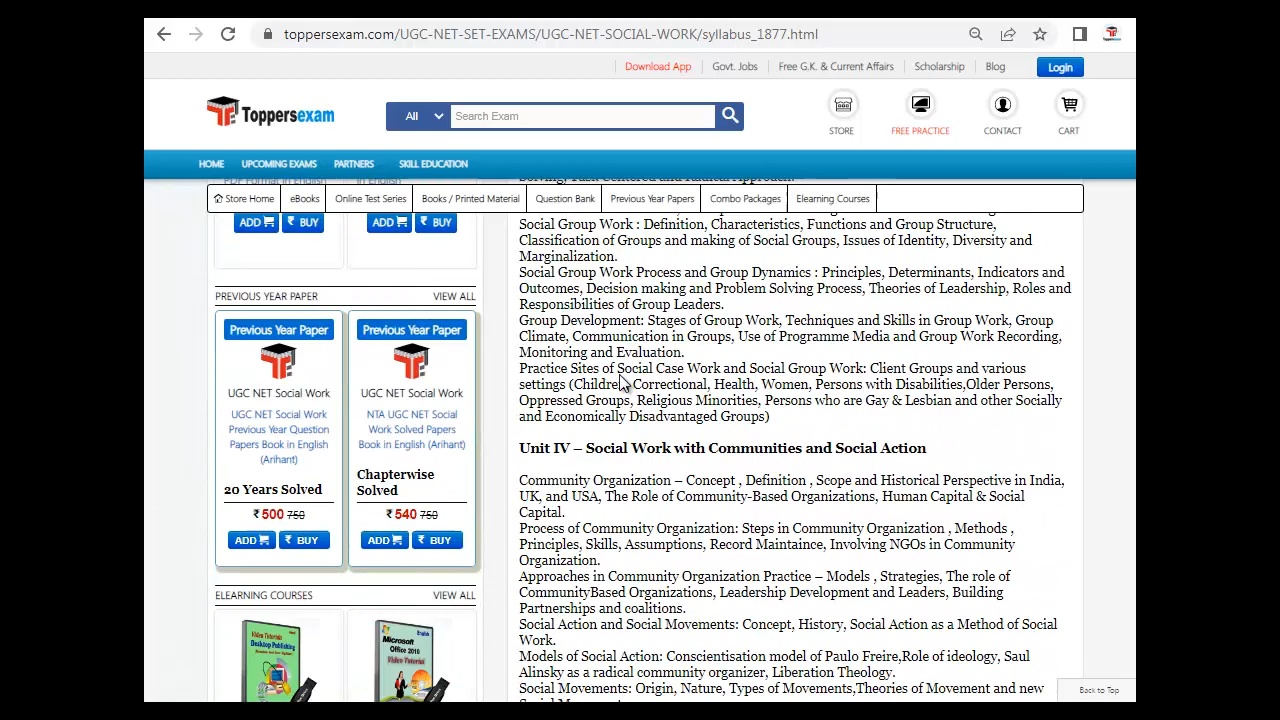 toppersexam.com/UGC-NET-SET-EXAMS/UGC-NET-SOCIAL-WORK/syllabus_1877.html
Download App
Govt. Jobs
Free G.K. & Current Affairs
Scholarship
Blog
Login
Toppersexam
All
Search Exam
STORE
FREE PRACTICE
CONTACT
CART
HOME
UPCOMING EXAMS
PARTNERS
SKILL EDUCATION
Store Home
eBooks
Online Test Series
Books / Printed Material
Question Bank
Previous Year Papers
Combo Packages
Elearning Courses
ADD
₹ BUY
ADD
₹ BUY
PREVIOUS YEAR PAPER
VIEW ALL
Previous Year Paper
UGC NET Social Work
UGC NET Social Work
Previous Year Question
Papers Book in English
(Arihant)
20 Years Solved
₹ 500 750
ADD
₹ BUY
Previous Year Paper
UGC NET Social Work
NTA UGC NET Social
Work Solved Papers
Book in English (Arihant)
Chapterwise
Solved
₹ 540 750
ADD
₹ BUY
ELEARNING COURSES
VIEW ALL
Video Tutorials
Desktop Publishing
English
Microsoft
Office 2010
Video Tutorial
Social Group Work : Definition, Characteristics, Functions and Group Structure,
Classification of Groups and making of Social Groups, Issues of Identity, Diversity and
Marginalization.
Social Group Work Process and Group Dynamics : Principles, Determinants, Indicators and
Outcomes, Decision making and Problem Solving Process, Theories of Leadership, Roles and
Responsibilities of Group Leaders.
Group Development: Stages of Group Work, Techniques and Skills in Group Work, Group
Climate, Communication in Groups, Use of Programme Media and Group Work Recording,
Monitoring and Evaluation.
Practice Sites of Social Case Work and Social Group Work: Client Groups and various
settings (Children, Correctional, Health, Women, Persons with Disabilities,Older Persons,
Oppressed Groups, Religious Minorities, Persons who are Gay & Lesbian and other Socially
and Economically Disadvantaged Groups)
Unit IV – Social Work with Communities and Social Action
Community Organization – Concept , Definition , Scope and Historical Perspective in India,
UK, and USA, The Role of Community-Based Organizations, Human Capital & Social
Capital.
Process of Community Organization: Steps in Community Organization , Methods ,
Principles, Skills, Assumptions, Record Maintaince, Involving NGOs in Community
Organization.
Approaches in Community Organization Practice – Models , Strategies, The role of
CommunityBased Organizations, Leadership Development and Leaders, Building
Partnerships and coalitions.
Social Action and Social Movements: Concept, History, Social Action as a Method of Social
Work.
Models of Social Action: Conscientisation model of Paulo Freire,Role of ideology, Saul
Alinsky as a radical community organizer, Liberation Theology.
Social Movements: Origin, Nature, Types of Movements,Theories of Movement and new
Back to Top